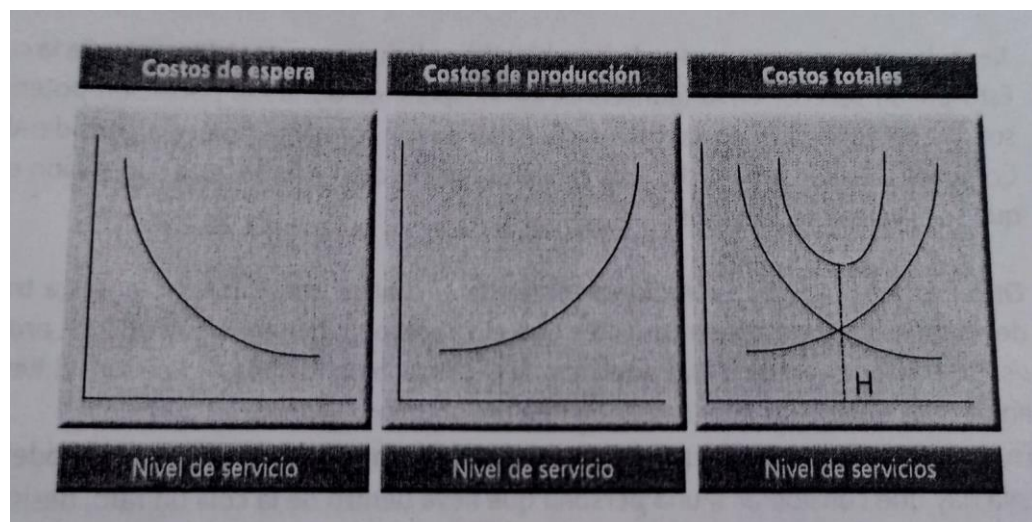 Costos de espera
Costos de producción
Costos totales
H
Nivel de servicio
Nivel de servicio
Nivel de servicios